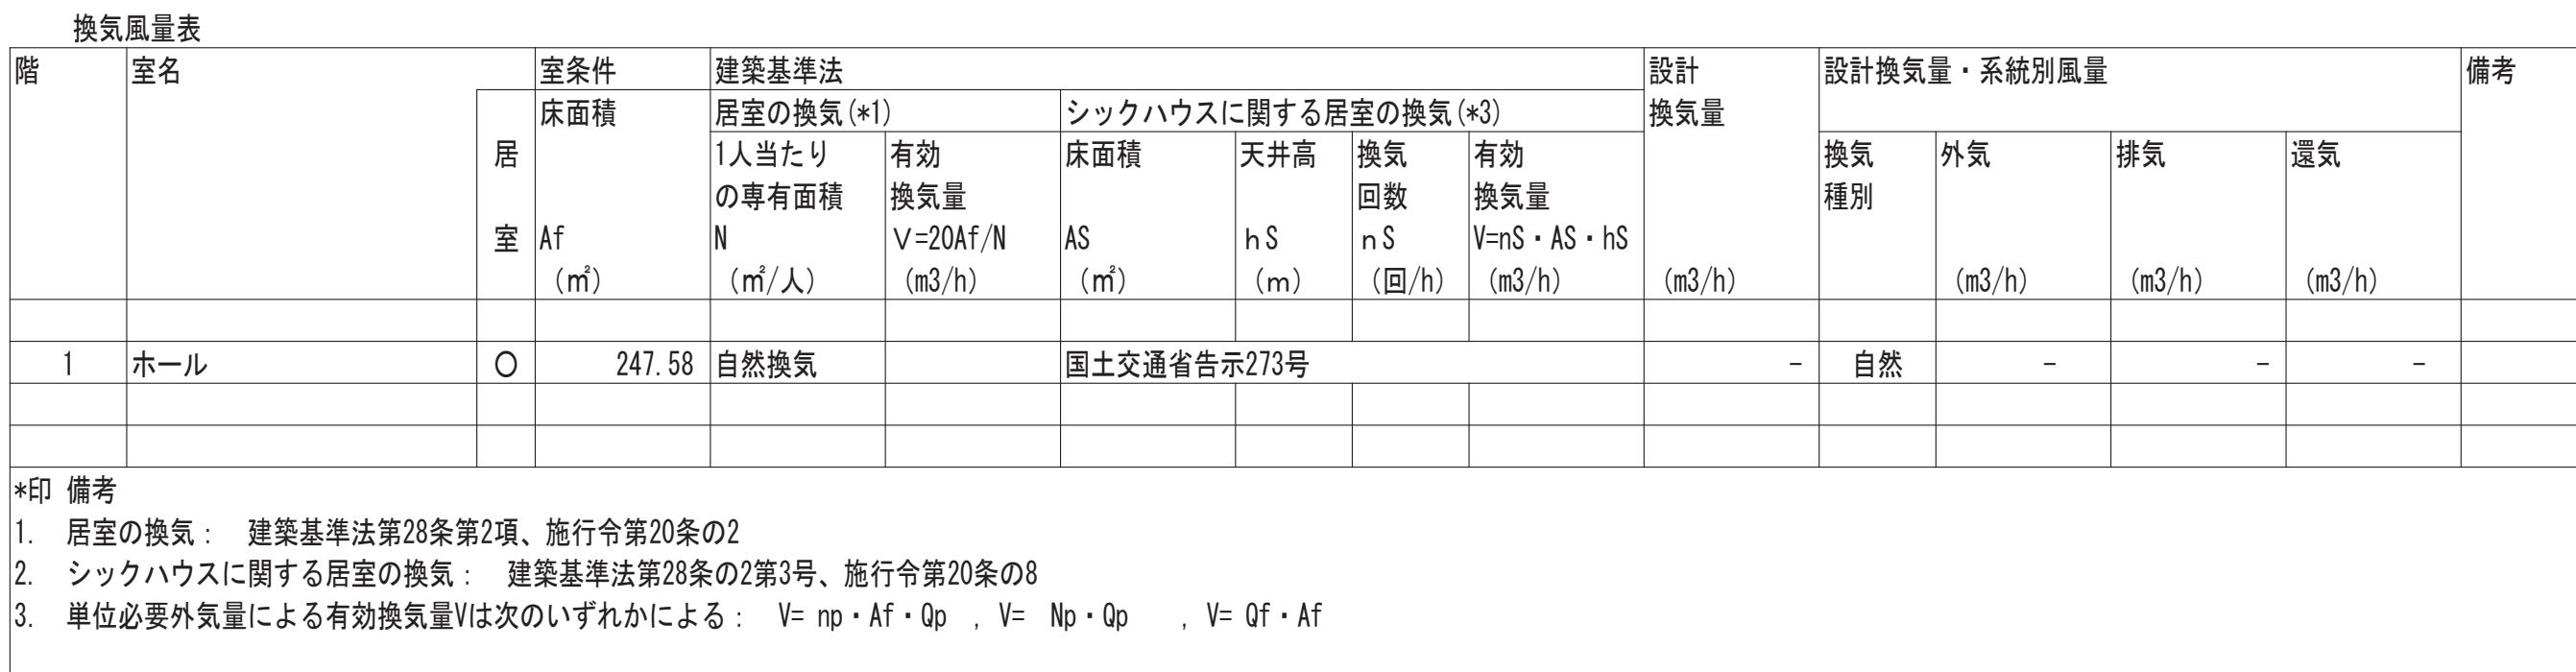 換気風量表
階 室名 室条件 建築基準法 設計 設計換気量・系統別風量 備考
床面積 居室の換気(*1) シックハウスに関する居室の換気(*3) 換気量
居 1人当たり 有効 床面積 天井高 換気 有効 換気 外気 排気 還気
の専有面積 換気量 回数 換気量 種別
室 Af N V=20Af/N AS hS nS V=nS・AS・hS
(㎡) (㎡/人) (m3/h) (㎡) (m) (回/h) (m3/h) (m3/h) (m3/h) (m3/h) (m3/h)
1 ホール 〇 247.58 自然換気 国土交通省告示273号 - 自然 - - -
*印 備考
1. 居室の換気： 建築基準法第28条第2項、施行令第20条の2
2. シックハウスに関する居室の換気： 建築基準法第28条の2第3号、施行令第20条の8
3. 単位必要外気量による有効換気量Vは次のいずれかによる： V= np・Af・Qp , V= Np・Qp , V= Qf・Af